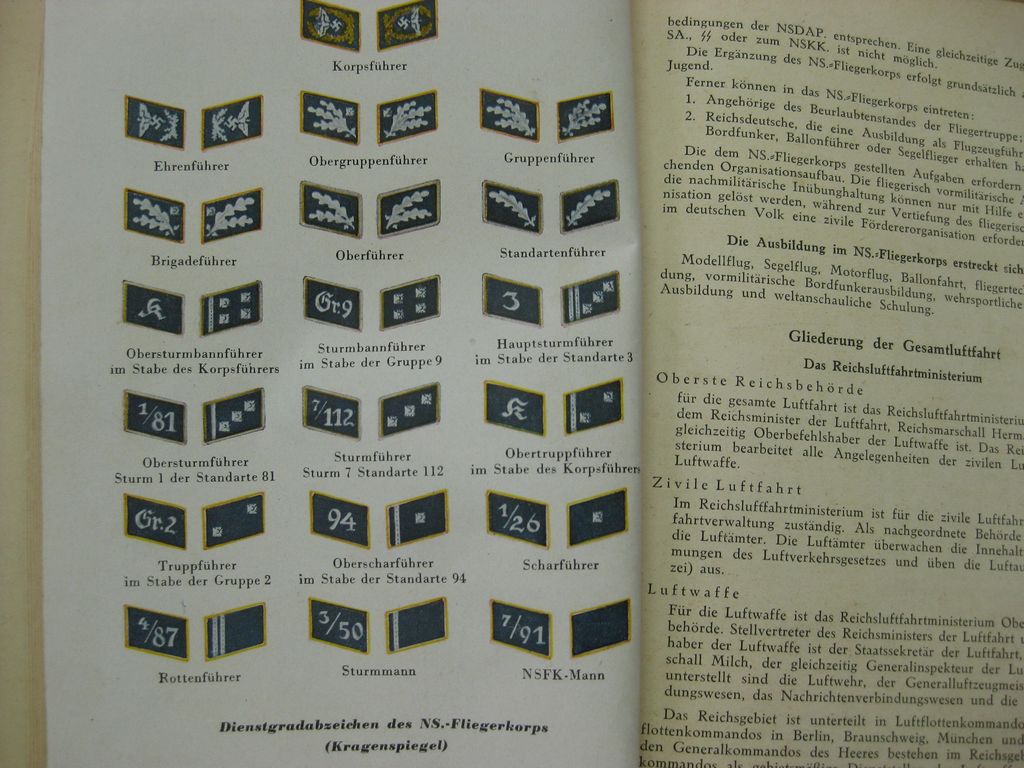 Korpsführer
Ehrenführer
Obergruppenführer
Gruppenführer
Brigadeführer
Oberführer
Standartenführer
K
Gr.9
3
Obersturmbannführer
im Stabe des Korpsführers
Sturmbannführer
im Stabe der Gruppe 9
Hauptsturmführer
im Stabe der Standarte 3
1/81
7/112
K
Obersturmführer
Sturm 1 der Standarte 81
Sturmführer
Sturm 7 Standarte 112
Obertruppführer
im Stabe des Korpsführers
Gr.2
94
1/26
Truppführer
im Stabe der Gruppe 2
Oberscharführer
im Stabe der Standarte 94
Scharführer
4/87
3/50
7/91
Rottenführer
Sturmmann
NSFK-Mann
Dienstgradabzeichen des NS.-Fliegerkorps
(Kragenspiegel)
bedingungen der NSDAP. entsprechen. Eine gleichzeitige
SA., SS oder zum NSKK. ist nicht möglich.
Die Ergänzung des NS.-Fliegerkorps erfolgt grundsätzlich
Jugend.
Ferner können in das NS.-Fliegerkorps eintreten:
1. Angehörige des Beurlaubtenstandes der Fliegertruppe;
2. Reichsdeutsche, die eine Ausbildung als
Bordfunker, Ballonführer oder Segelflieger erhalten
Die dem NS.-Fliegerkorps gestellten Aufgaben erfordern
chenden Organisationsaufbau. Die fliegerisch vormilitärische
die nachmilitärische Inübunghaltung können nur mit Hilfe
nisation gelöst werden, während zur Vertiefung des
im deutschen Volk eine zivile Fördererorganisation
Die Ausbildung im NS.-Fliegerkorps erstreckt
Modellflug, Segelflug, Motorflug, Ballonfahrt,
dung, vormilitärische Bordfunkerausbildung, wehrsportliche
Ausbildung und weltanschauliche Schulung.
Gliederung der Gesamtluftfahrt
Das Reichsluftfahrtministerium
Oberste Reichsbehörde
für die gesamte Luftfahrt ist das
dem Reichsminister der Luftfahrt, Reichsmarschall
gleichzeitig Oberbefehlshaber der Luftwaffe ist. Das
sterium bearbeitet alle Angelegenheiten der zivilen
Luftwaffe.
Zivile Luftfahrt
Im Reichslufffahrtministerium ist für die zivile
fahrtverwaltung zuständig. Als nachgeordnete Behörde
die Luftämter. Die Luftämter überwachen die
mungen des Luftverkehrsgesetzes und üben die
zei) aus.
Luftwaffe
Für die Luftwaffe ist das Reichsluftfahrtministerium
behörde. Stellvertreter des Reichsministers der Luftfahrt
haber der Luftwaffe ist der Staatssekretär der Luftfahrt,
schall Milch, der gleichzeitig Generalinspekteur der
unterstellt sind die Luftwehr, der
dungswesen, das Nachrichtenverbindungswesen und die
Das Reichsgebiet ist unterteilt in
flottenkommandos in Berlin, Braunschweig, München und
den Generalkommandos des Heeres bestehen im
kommandos als gebietsmäßige